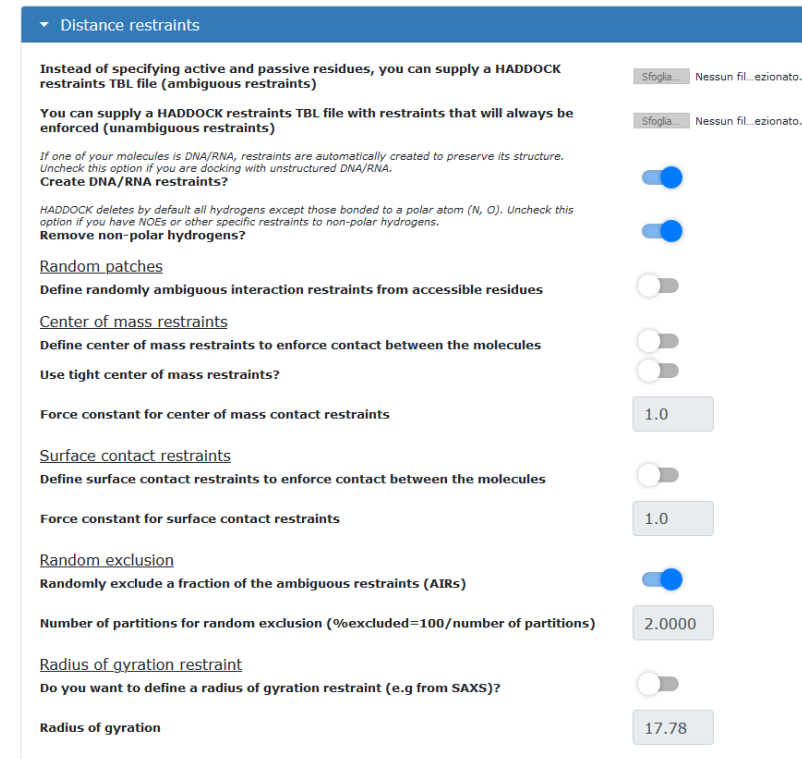 Distance restraints
Instead of specifying active and passive residues, you can supply a HADDOCK
restraints TBL file (ambiguous restraints)
Sfoglia... Nessun fil...ezionato.
You can supply a HADDOCK restraints TBL file with restraints that will always be
enforced (unambiguous restraints)
Sfoglia... Nessun fil...ezionato.
If one of your molecules is DNA/RNA, restraints are automatically created to preserve its structure.
Uncheck this option if you are docking with unstructured DNA/RNA.
Create DNA/RNA restraints?
HADDOCK deletes by default all hydrogens except those bonded to a polar atom (N, O). Uncheck this
option if you have NOEs or other specific restraints to non-polar hydrogens.
Remove non-polar hydrogens?
Random patches
Define randomly ambiguous interaction restraints from accessible residues
Center of mass restraints
Define center of mass restraints to enforce contact between the molecules
Use tight center of mass restraints?
Force constant for center of mass contact restraints 1.0
Surface contact restraints
Define surface contact restraints to enforce contact between the molecules
Force constant for surface contact restraints 1.0
Random exclusion
Randomly exclude a fraction of the ambiguous restraints (AIRs)
Number of partitions for random exclusion (%excluded=100/number of partitions) 2.0000
Radius of gyration restraint
Do you want to define a radius of gyration restraint (e.g from SAXS)?
Radius of gyration 17.78